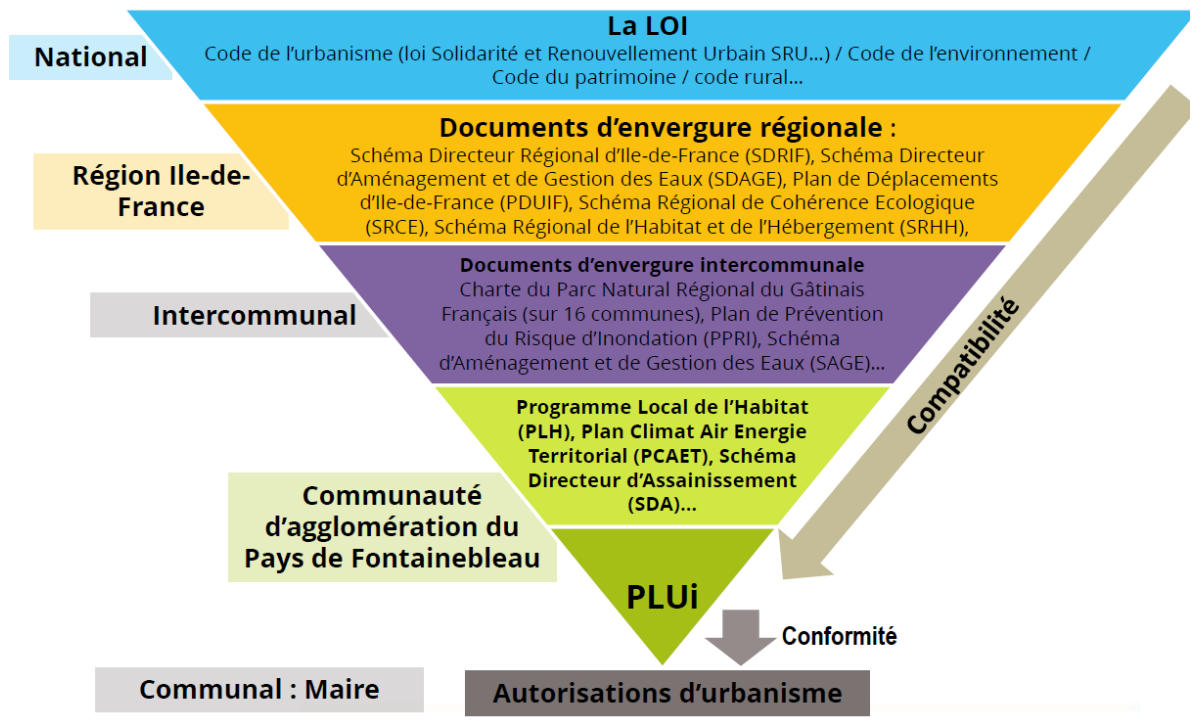 La LOI
National
Code de l'urbanisme (loi Solidarité et Renouvellement Urbain SRU...) / Code de l'environnement /
Code du patrimoine / code rural...
Documents d'envergure régionale :
Région Ile-de-
France
Schéma Directeur Régional d'Ile-de-France (SDRIF), Schéma Directeur
d'Aménagement et de Gestion des Eaux (SDAGE), Plan de Déplacements
d'Ile-de-France (PDUIF), Schéma Régional de Cohérence Ecologique
(SRCE), Schéma Régional de l'Habitat et de l'Hébergement (SRHH),
Intercommunal
Documents d'envergure intercommunale
Charte du Parc Natural Régional du Gâtinais
Français (sur 16 communes), Plan de Prévention
du Risque d'Inondation (PPRI), Schéma
d'Aménagement et de Gestion des Eaux (SAGE)...
Compatibilité
Programme Local de l'Habitat
(PLH), Plan Climat Air Energie
Territorial (PCAET), Schéma
Directeur d'Assainissement
(SDA)...
Communauté
d'agglomération du
Pays de Fontainebleau
PLUi
Conformité
Communal : Maire
Autorisations d'urbanisme